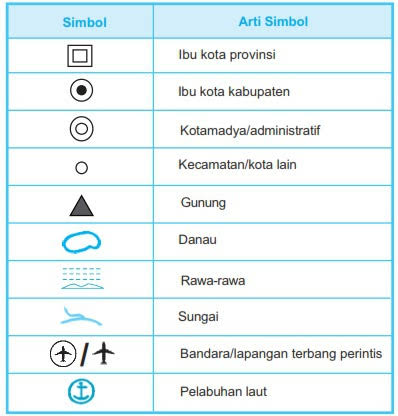 Simbol Arti Simbol
Ibu kota provinsi
Ibu kota kabupaten
Kotamadya/administratif
Kecamatan/kota lain
Gunung
Danau
Rawa-rawa
Sungai
/ Bandara/lapangan terbang perintis
Pelabuhan laut